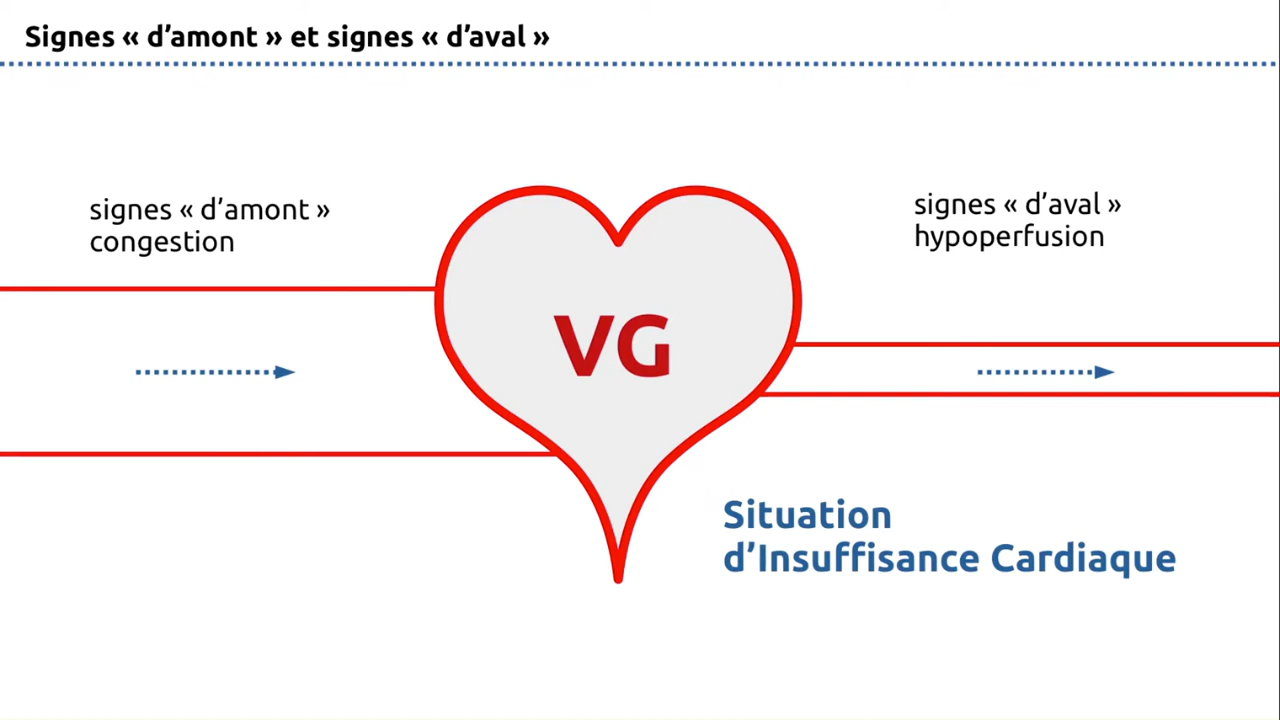 Signes « d’amont » et signes « d’aval »
signes « d’amont »
congestion
signes « d’aval »
hypoperfusion
VG
Situation
d’Insuffisance Cardiaque